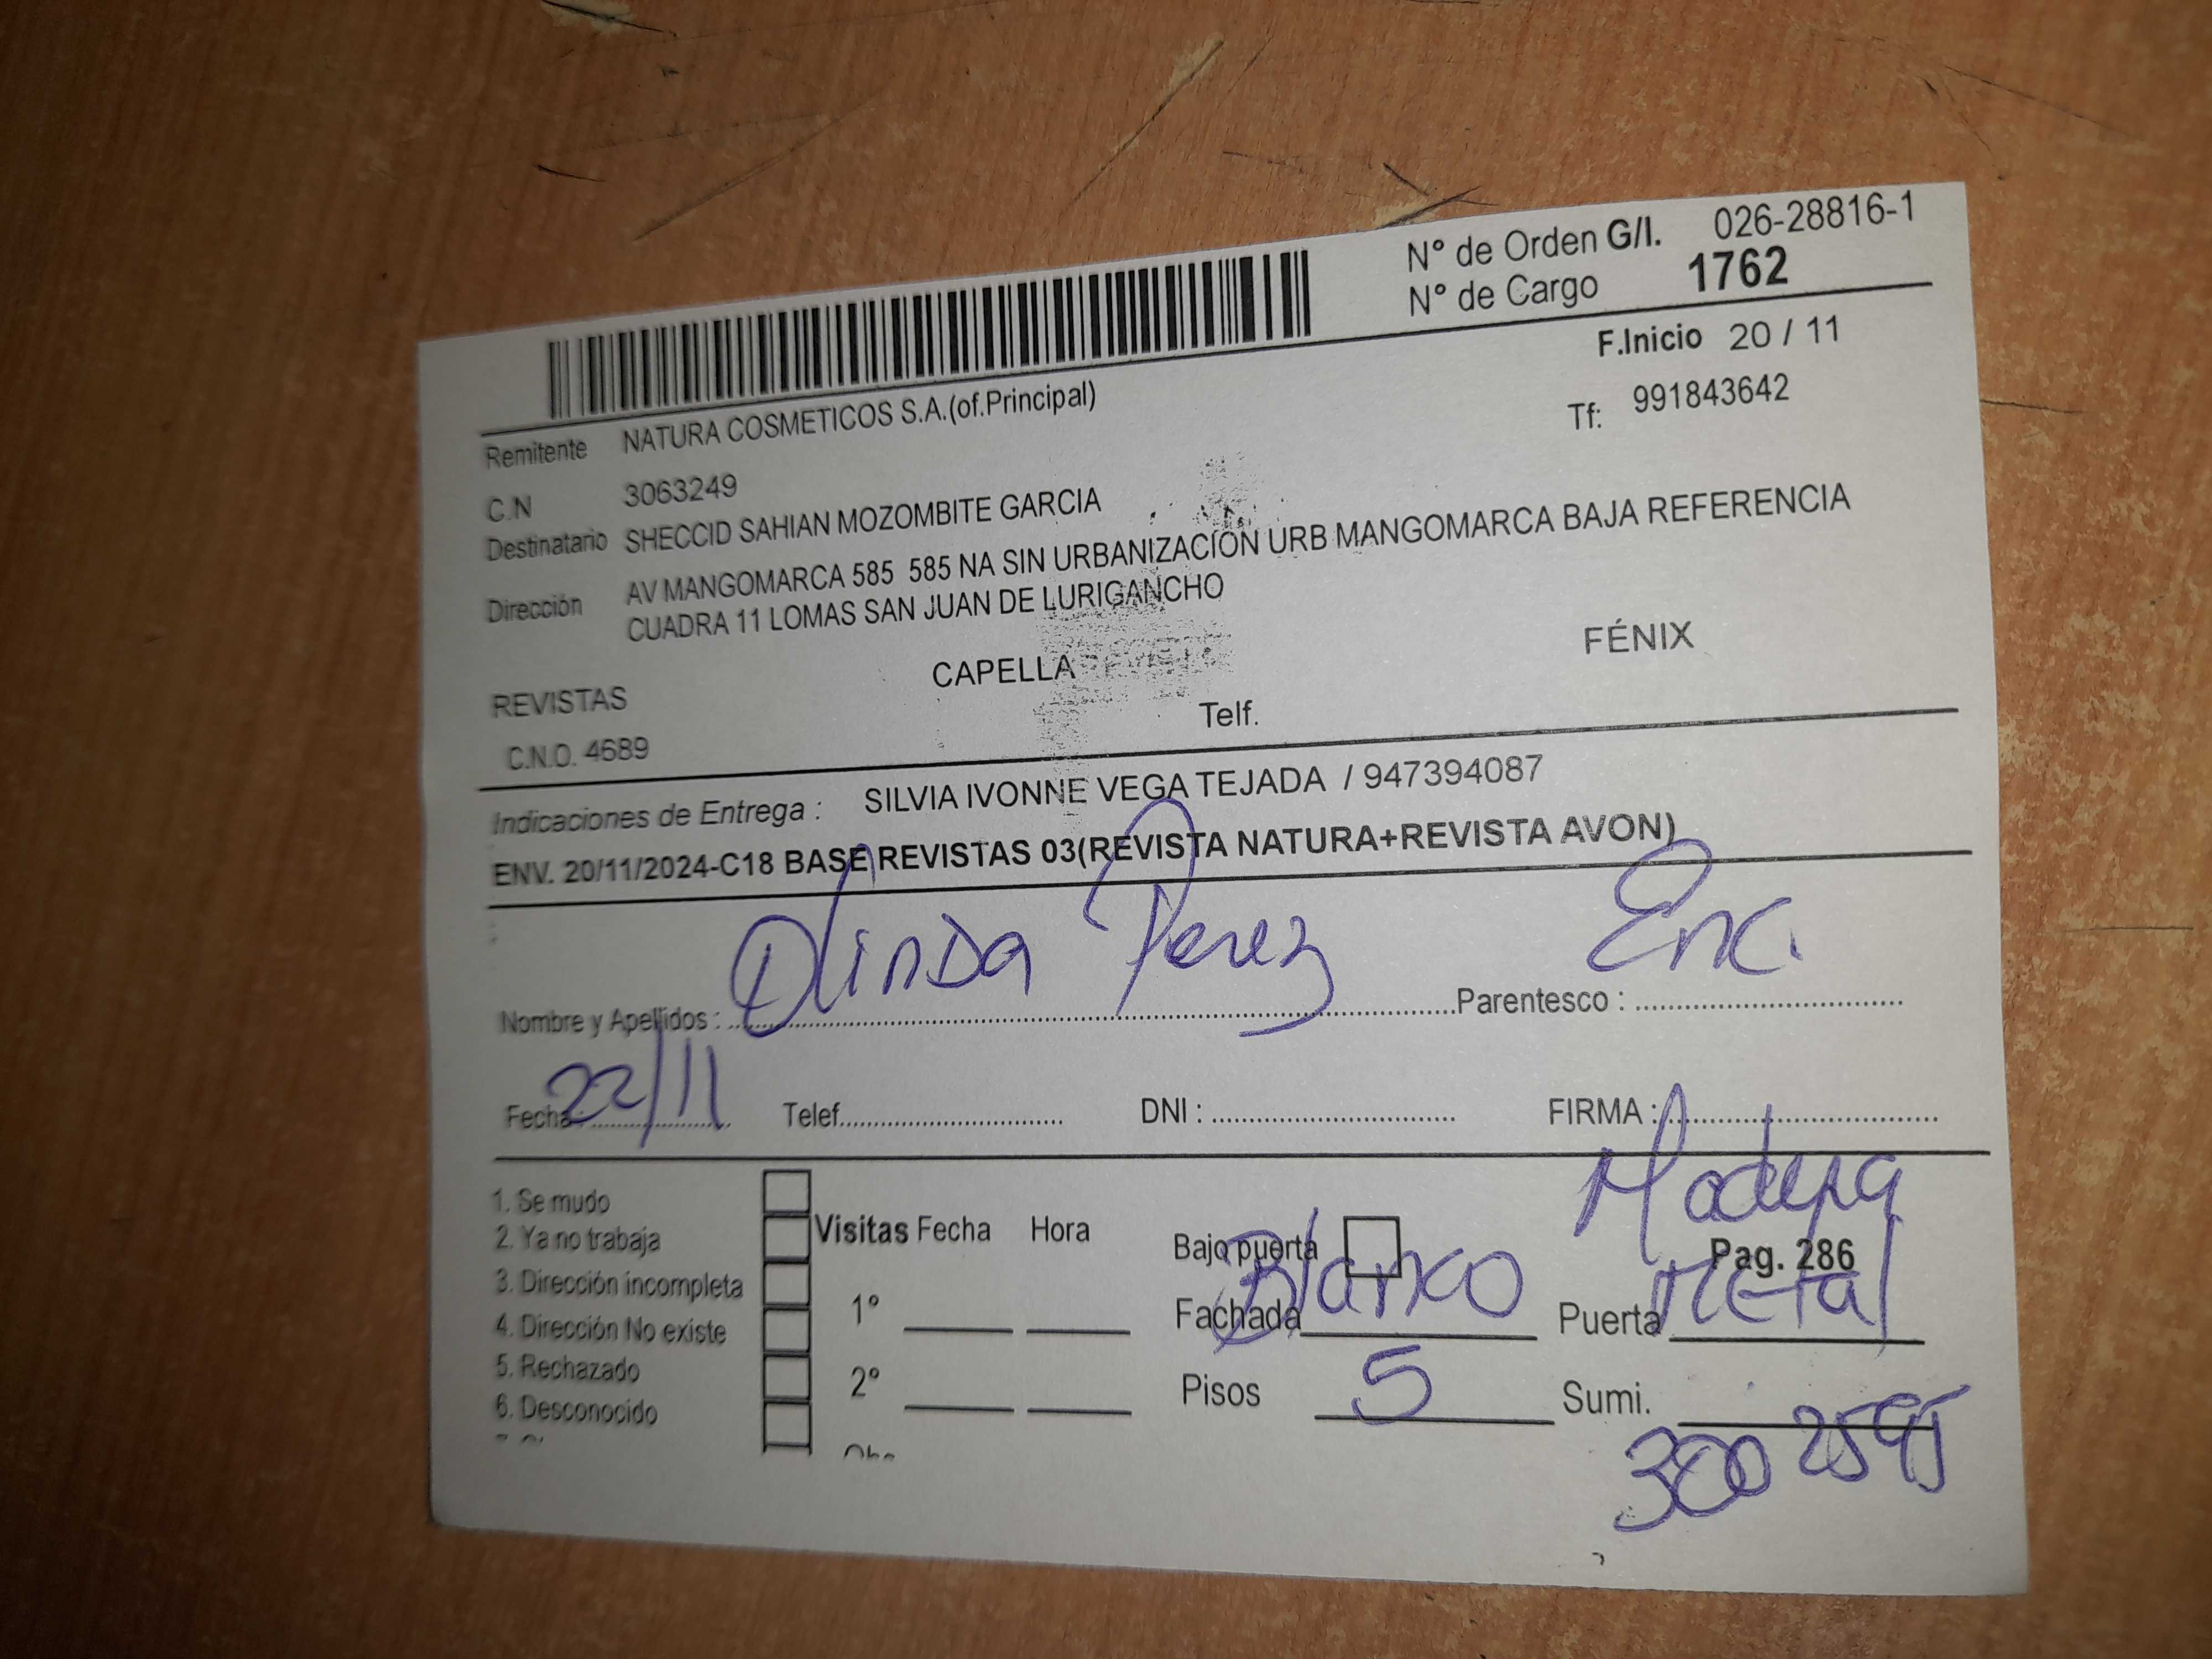 N° de Orden G/I. 026-28816-1
N° de Cargo 1762
F.Inicio 20 / 11
Remitente NATURA COSMETICOS S.A.(of.Principal)
Tf: 991843642
C.N 3063249
Destinatario SHECCID SAHIAN MOZOMBITE GARCIA
Dirección AV MANGOMARCA 585 585 NA SIN URBANIZACIÓN URB MANGOMARCA BAJA REFERENCIA
CUADRA 11 LOMAS SAN JUAN DE LURIGANCHO
REVISTAS CAPELLA FÉNIX
C.N.O. 4689 Telf.
Indicaciones de Entrega : SILVIA IVONNE VEGA TEJADA / 947394087
ENV. 20/11/2024-C18 BASE REVISTAS 03(REVISTA NATURA+REVISTA AVON)
Nombre y Apellidos : Olinda Perez Parentesco : Enc.
Fecha : 22/11 Telef. DNI : FIRMA :
Madera
1. Se mudo
2. Ya no trabaja
3. Dirección incompleta
4. Dirección No existe
5. Rechazado
6. Desconocido
Visitas Fecha Hora
1°
2°
Bajo puerta Pag. 286
Fachada Blanco Puerta Metal
Pisos 5 Sumi.